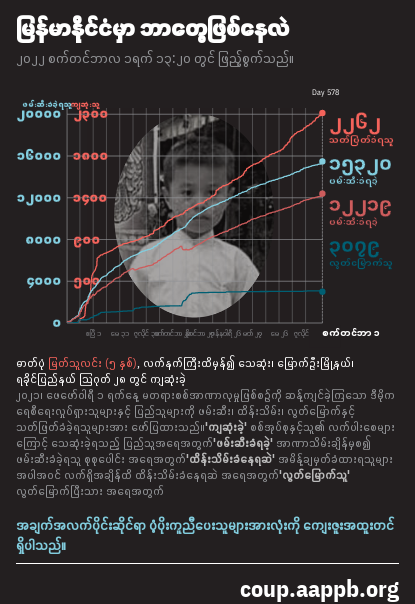 မြန်မာနိုင်ငံမှာ ဘာတွေဖြစ်နေလဲ
၂၀၂၂ စက်တင်ဘာလ ၁ရက် ၁၃:၂၀ တွင် ဖြည့်စွက်သည်။
Day 578
ဖမ်းဆီးခံရသူ ကျဆုံးသူ
၂၀၀၀၀ ၂၃၀၀
၁၆၀၀၀ ၁၈၀၀
၁၂၀၀၀ ၁၄၀၀
၈၀၀၀ ၉၀၀
၄၀၀၀ ၅၀၀
၀
၂၂၆၂
သတ်ဖြတ်ခံရသူ
၁၅၃၂၀
ဖမ်းဆီးခံရဖူး
၁၂၂၁၉
ဖမ်းဆီးခံရဖူး
၃၀၇၉
လွတ်မြောက်သူ
စက်တင်ဘာ ၁
ဓာတ်ပုံ မြတ်သူလင်း (၅ နှစ်), လက်နက်ကြီးထိမှန်၍ သေဆုံး၊ မြောက်ဦးမြို့နယ်၊
ရခိုင်ပြည်နယ် ဩဂုတ် ၂၈ တွင် ကျဆုံးခဲ့
၂၀၂၁ ဖေဖော်ဝါရီ ၁ ရက်နေ့ မတရားစစ်အာဏာလုမှုဖြစ်စဉ်ကို ဆန့်ကျင်ခဲ့ကြသော ဒီမိုက
ရေစီရေးလှုပ်ရှားသူများနှင့် ပြည်သူများကို ဖမ်းဆီး၊ ထိန်းသိမ်း၊ လွတ်မြောက်နှင့်
သတ်ဖြတ်ခံခဲ့ရသူများအား ဖော်ပြထားသည်။'ကျဆုံးခဲ့' စစ်အုပ်စုနှင့်သူ၏ လက်ပါးစေများ
ကြောင့် သေဆုံးခဲ့ရသည့် ပြည်သူအရေအတွက်'ဖမ်းဆီးခံရခဲ့' အာဏာသိမ်းချိန်မှစ၍
ဖမ်းဆီးခံခဲ့ရသူ စုစုပေါင်း အရေအတွက်'ထိန်းသိမ်းခံနေရဆဲ' အမိန့်ချမှတ်ခံထားရသူများ
အပါအဝင် လက်ရှိအချိန်ထိ ထိန်းသိမ်းခံနေရဆဲ အရေအတွက်'လွတ်မြောက်သူ'
လွတ်မြောက်ပြီးသား အရေအတွက်
အချက်အလက်ပိုင်းဆိုင်ရာ ပံ့ပိုးကူညီပေးသူများအားလုံးကို ကျေးဇူးအထူးတင်
ရှိပါသည်။
coup.aappb.org